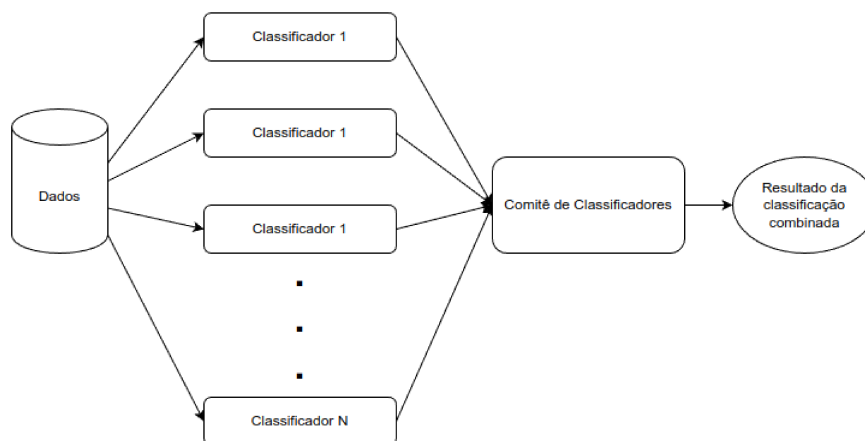 Classificador 1
Classificador 1
Dados
Classificador 1
Classificador N
Comitê de Classificadores
Resultado da
classificação
combinada